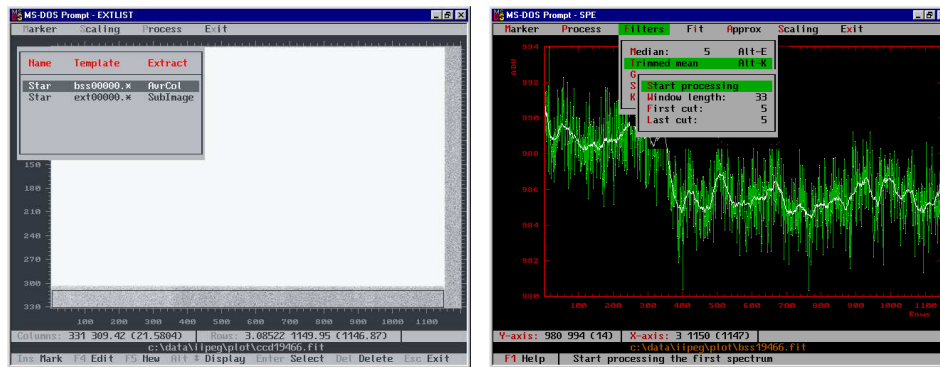 MS-DOS Prompt - EXTLIST
Marker Scaling Process Exit
Name Template Extract
Star bss00000.* AvrCol
Star ext00000.* SubImage
150
180
210
240
270
300
330
100 200 300 400 500 600 700 800 900 1000 1100
Columns: 331 309.42 (21.5804) Rows: 3.08522 1149.95 (1146.87)
c:\data\iipeg\plot\ccd19466.fit
Ins Mark F4 Edit F5 New Alt # Display Enter Select Del Delete Esc Exit
MS-DOS Prompt - SPE
Marker Process Filters Fit Approx Scaling Exit
994
ADU
Median: 5 Alt-E
Trimmed mean Alt-K
G
S
K
Start processing
Window length: 33
First cut: 5
Last cut: 5
992
990
988
986
984
982
980
100 200 300 400 500 600 700 800 900 1000 1100
Rows
Y-axis: 980 994 (14) X-axis: 3 1150 (1147)
c:\data\iipeg\plot\bss19466.fit
F1 Help Start processing the first spectrum